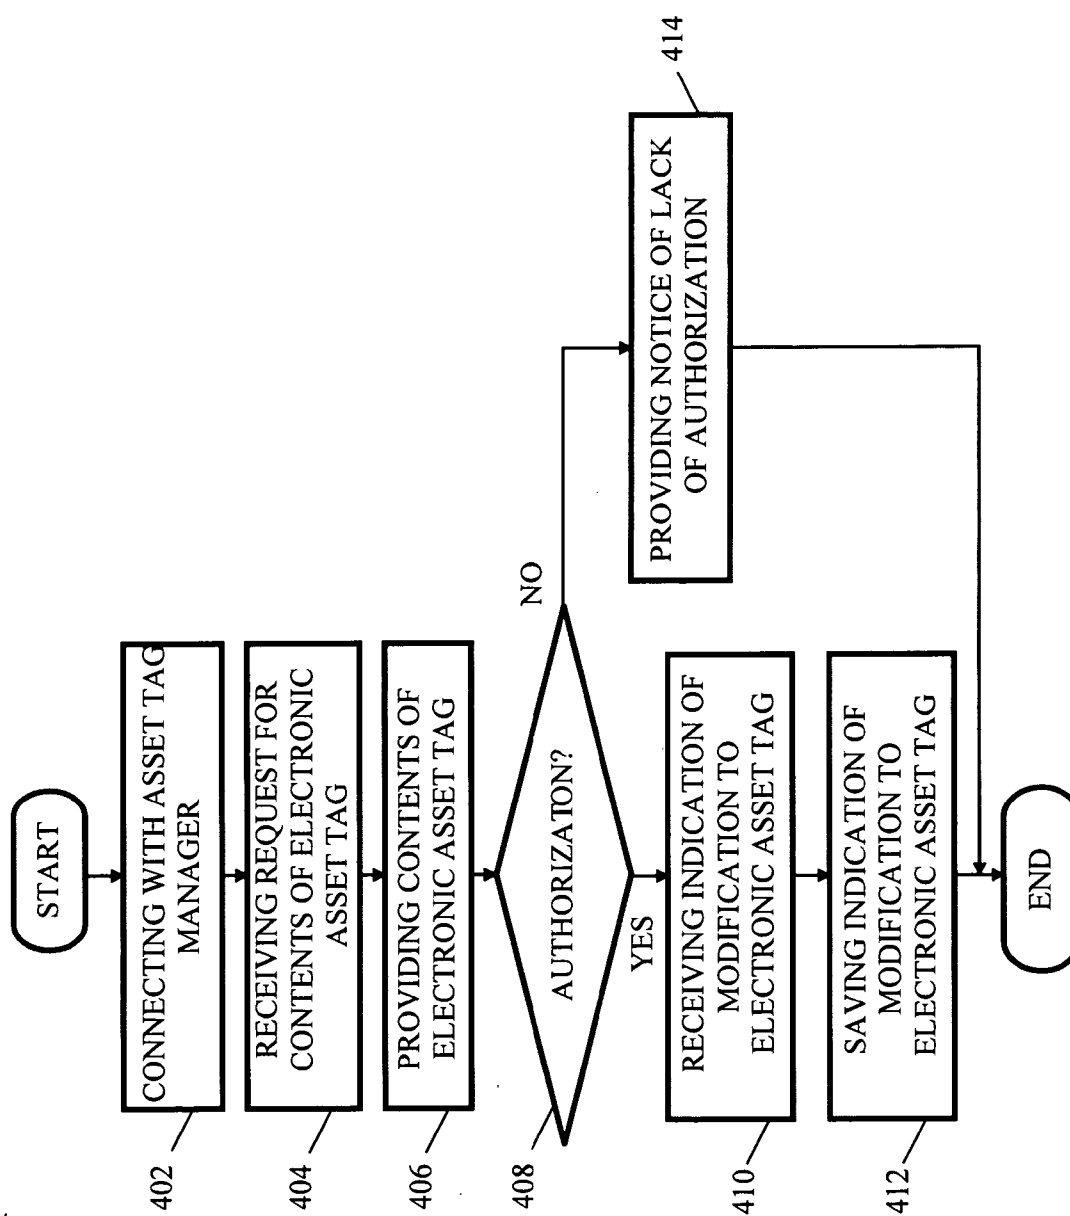 START
402
CONNECTING WITH ASSET TAG
MANAGER
404
RECEIVING REQUEST FOR
CONTENTS OF ELECTRONIC
ASSET TAG
406
PROVIDING CONTENTS OF
ELECTRONIC ASSET TAG
408
AUTHORIZATON?
NO
YES
414
PROVIDING NOTICE OF LACK
OF AUTHORIZATION
410
RECEIVING INDICATION OF
MODIFICATION TO
ELECTRONIC ASSET TAG
412
SAVING INDICATION OF
MODIFICATION TO
ELECTRONIC ASSET TAG
END